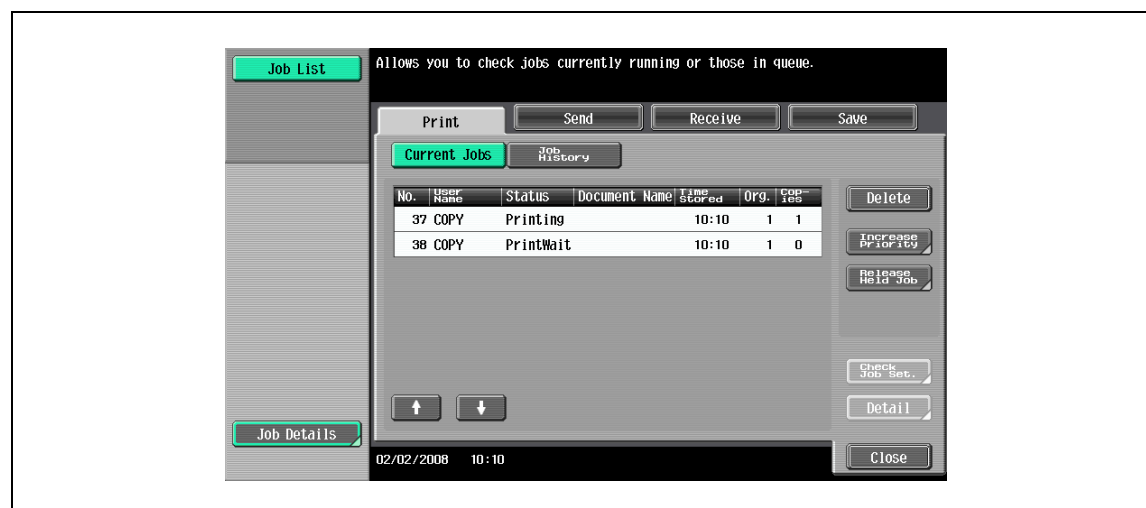 Job List
Allows you to check jobs currently running or those in queue.
Print Send Receive Save
Current Jobs Job History
No. User Name Status Document Name Time Stored Org. Cop-ies
37 COPY Printing 10:10 1 1
38 COPY PrintWait 10:10 1 0
Delete
Increase Priority
Release Held Job
Check Job Set.
Detail
Job Details
02/02/2008 10:10
Close